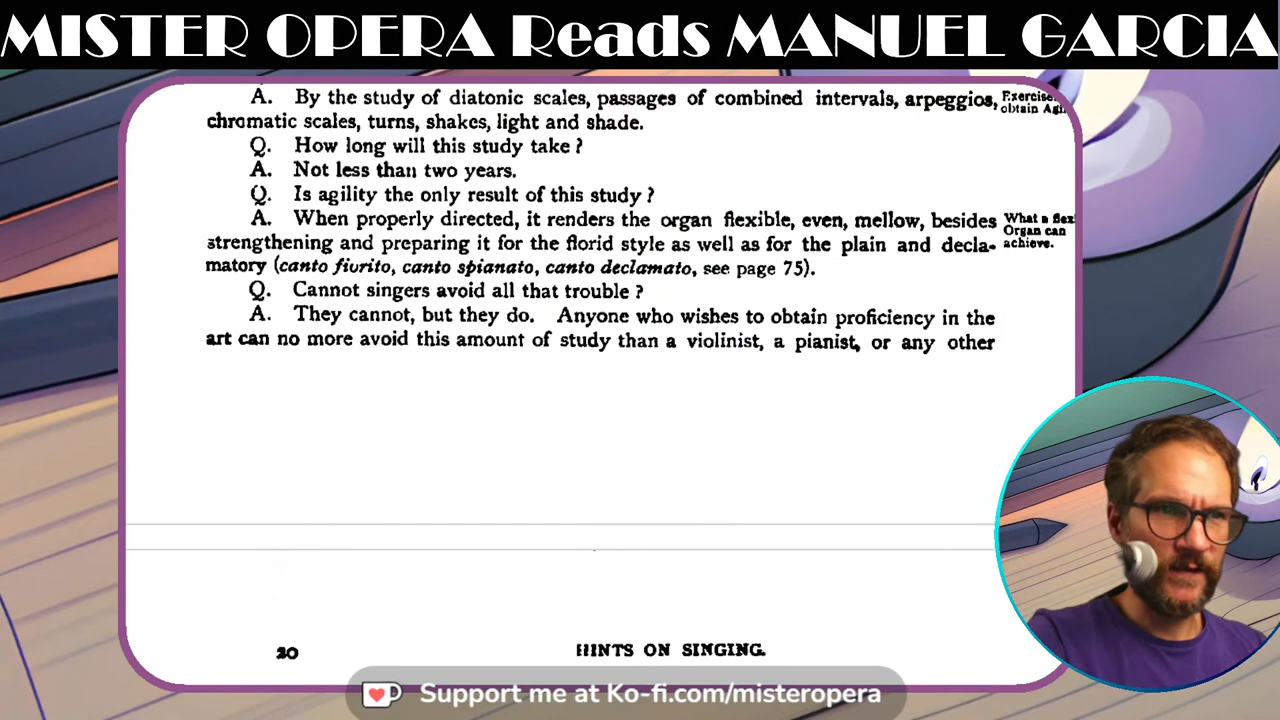 MISTER OPERA Reads MANUEL GARCIA
A. By the study of diatonic scales, passages of combined intervals, arpeggios,
chromatic scales, turns, shakes, light and shade.
Exercise
obtain Agi
Q. How long will this study take ?
A. Not less than two years.
Q. Is agility the only result of this study ?
A. When properly directed, it renders the organ flexible, even, mellow, besides
strengthening and preparing it for the florid style as well as for the plain and decla-
matory (canto fiorito, canto spianato, canto declamato, see page 75).
What a flex
Organ can
achieve.
Q. Cannot singers avoid all that trouble ?
A. They cannot, but they do. Anyone who wishes to obtain proficiency in the
art can no more avoid this amount of study than a violinist, a pianist, or any other
20 HINTS ON SINGING.
Support me at Ko-fi.com/misteropera